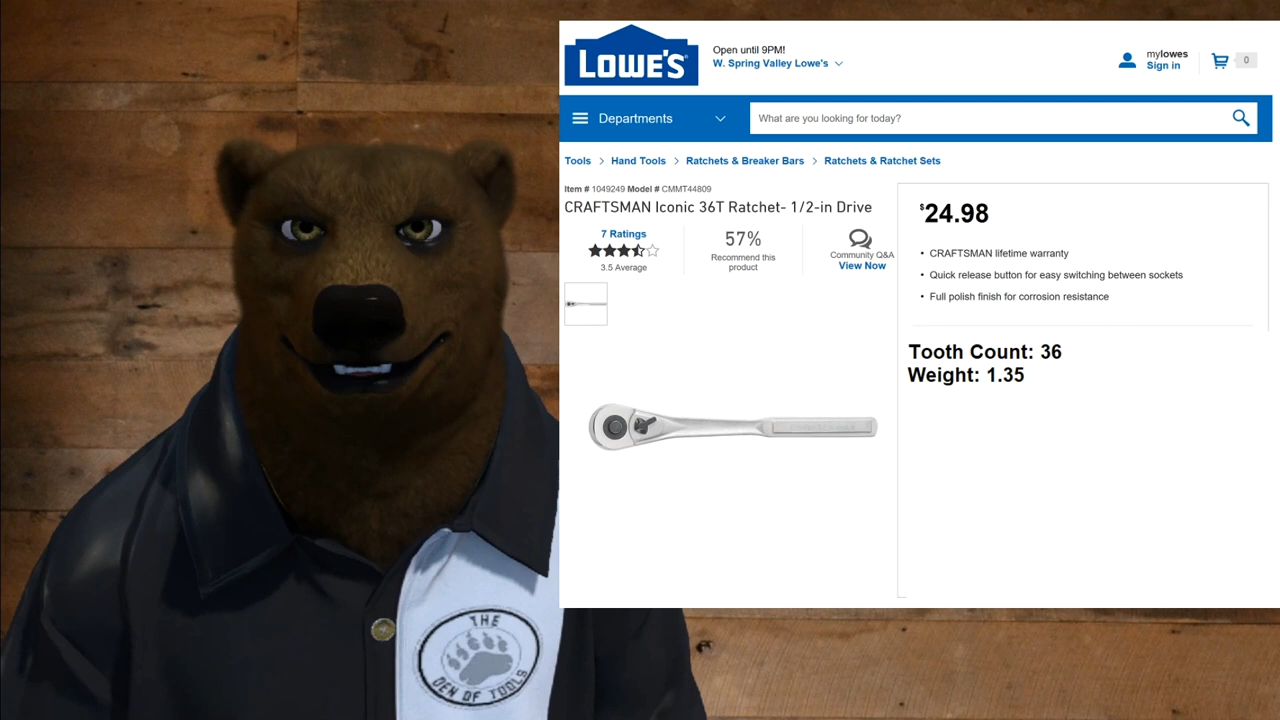 LOWE'S
Open until 9PM!
W. Spring Valley Lowe's
mylowes
Sign in
0
Departments
What are you looking for today?
Tools > Hand Tools > Ratchets & Breaker Bars > Ratchets & Ratchet Sets
Item # 1049249 Model # CMMT44809
CRAFTSMAN Iconic 36T Ratchet- 1/2-in Drive
7 Ratings
3.5 Average
57%
Recommend this
product
Community Q&A
View Now
$24.98
• CRAFTSMAN lifetime warranty
• Quick release button for easy switching between sockets
• Full polish finish for corrosion resistance
Tooth Count: 36
Weight: 1.35
THE
DEN OF TOOLS